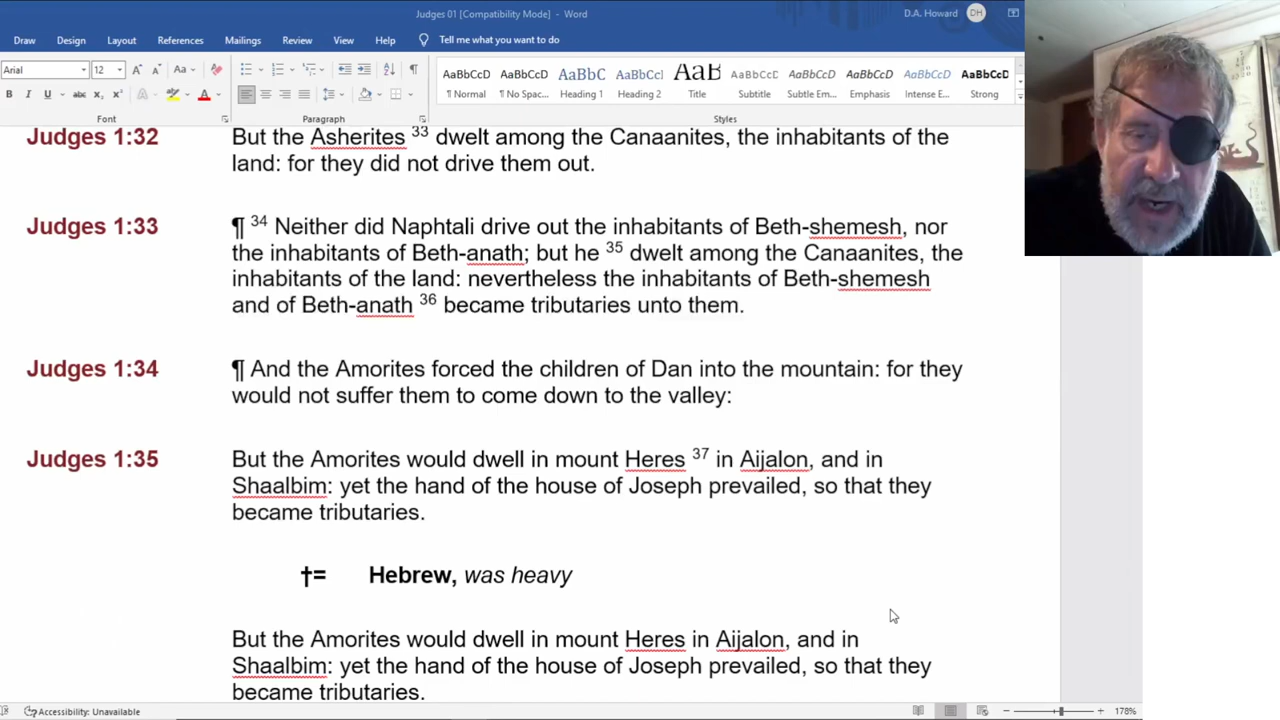 Judges 01 [Compatibility Mode] - Word
D.A. Howard DH
Draw Design Layout References Mailings Review View Help Tell me what you want to do
Arial 12 Aa ¶
AaBbCcD AaBbCcD AaBbC AaBbCcI AaB AaBbCcD AaBbCcD AaBbCcD AaBbCcD AaBbCcD
B I U abc x₂ x² A
¶ Normal ¶ No Spac... Heading 1 Heading 2 Title Subtitle Subtle Em... Emphasis Intense E... Strong
Font Paragraph Styles
Judges 1:32 But the Asherites 33 dwelt among the Canaanites, the inhabitants of the
land: for they did not drive them out.
Judges 1:33 ¶ 34 Neither did Naphtali drive out the inhabitants of Beth-shemesh, nor
the inhabitants of Beth-anath; but he 35 dwelt among the Canaanites, the
inhabitants of the land: nevertheless the inhabitants of Beth-shemesh
and of Beth-anath 36 became tributaries unto them.
Judges 1:34 ¶ And the Amorites forced the children of Dan into the mountain: for they
would not suffer them to come down to the valley:
Judges 1:35 But the Amorites would dwell in mount Heres 37 in Aijalon, and in
Shaalbim: yet the hand of the house of Joseph prevailed, so that they
became tributaries.
†= Hebrew, was heavy
But the Amorites would dwell in mount Heres in Aijalon, and in
Shaalbim: yet the hand of the house of Joseph prevailed, so that they
became tributaries.
Accessibility: Unavailable 178%